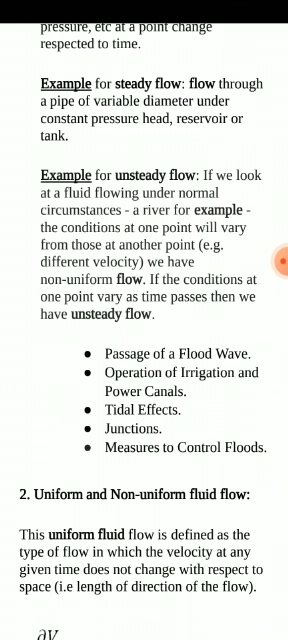 pressure, etc at a point change
respected to time.
Example for steady flow: flow through
a pipe of variable diameter under
constant pressure head, reservoir or
tank.
Example for unsteady flow: If we look
at a fluid flowing under normal
circumstances - a river for example -
the conditions at one point will vary
from those at another point (e.g.
different velocity) we have
non-uniform flow. If the conditions at
one point vary as time passes then we
have unsteady flow.
● Passage of a Flood Wave.
● Operation of Irrigation and
Power Canals.
● Tidal Effects.
● Junctions.
● Measures to Control Floods.
2. Uniform and Non-uniform fluid flow:
This uniform fluid flow is defined as the
type of flow in which the velocity at any
given time does not change with respect to
space (i.e length of direction of the flow).
∂V